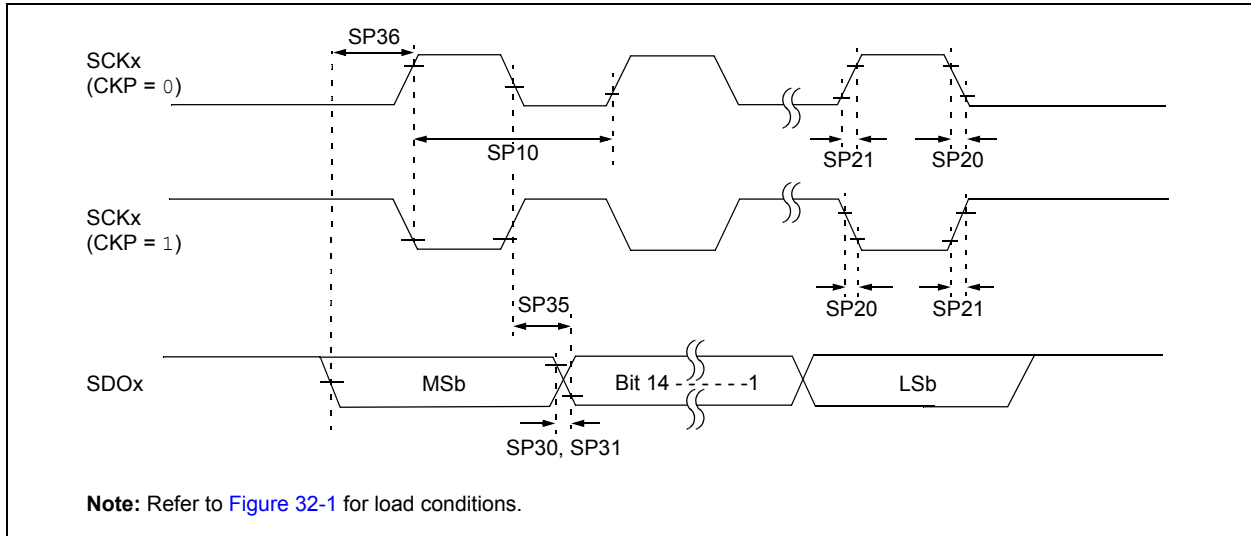 SP36
SCKx
(CKP = 0)
SP10
SP21
SP20
SCKx
(CKP = 1)
SP35
SP20
SP21
SDOx
MSb
Bit 14 - - - - - - -1
LSb
SP30, SP31
Note: Refer to Figure 32-1 for load conditions.